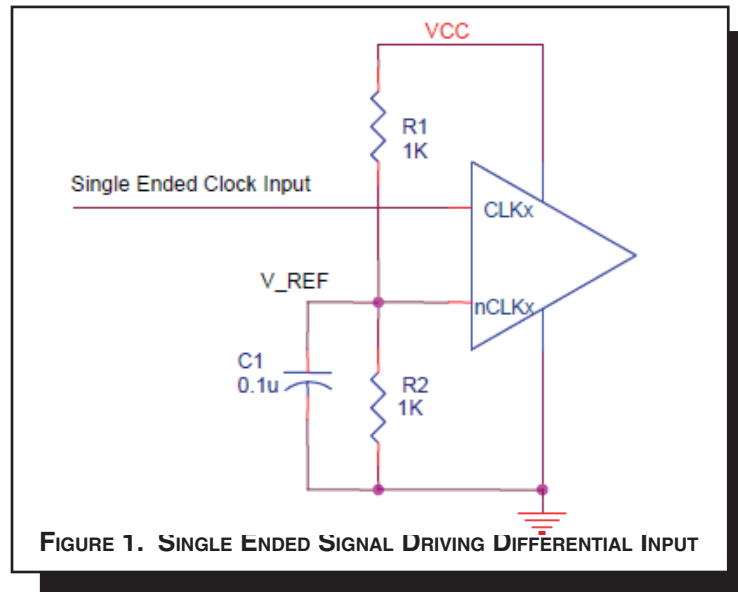 VCC
R1
1K
Single Ended Clock Input
CLKx
V_REF
nCLKx
C1
0.1u
R2
1K
FIGURE 1. SINGLE ENDED SIGNAL DRIVING DIFFERENTIAL INPUT